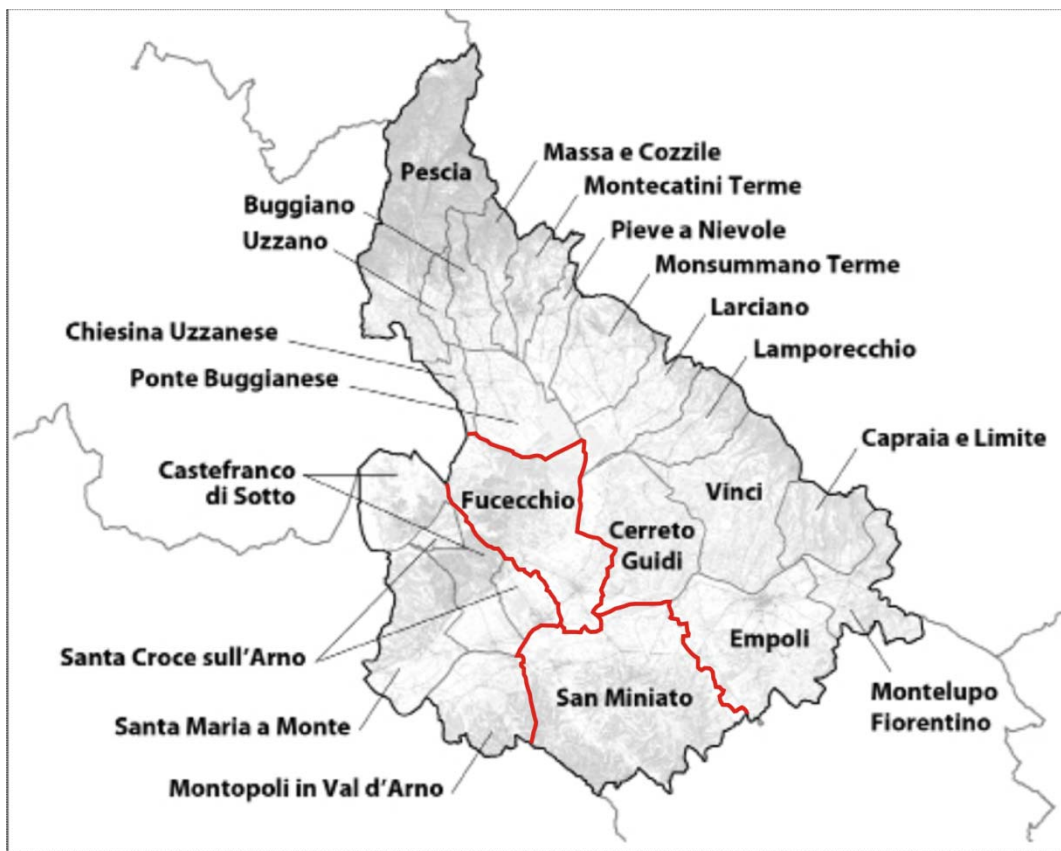 Pescia
Massa e Cozzile
Montecatini Terme
Buggiano
Pieve a Nievole
Uzzano
Monsummano Terme
Larciano
Chiesina Uzzanese
Lamporecchio
Ponte Buggianese
Capraia e Limite
Castefranco
di Sotto
Fucecchio
Vinci
Cerreto
Guidi
Empoli
Santa Croce sull'Arno
San Miniato
Montelupo
Fiorentino
Santa Maria a Monte
Montopoli in Val d'Arno